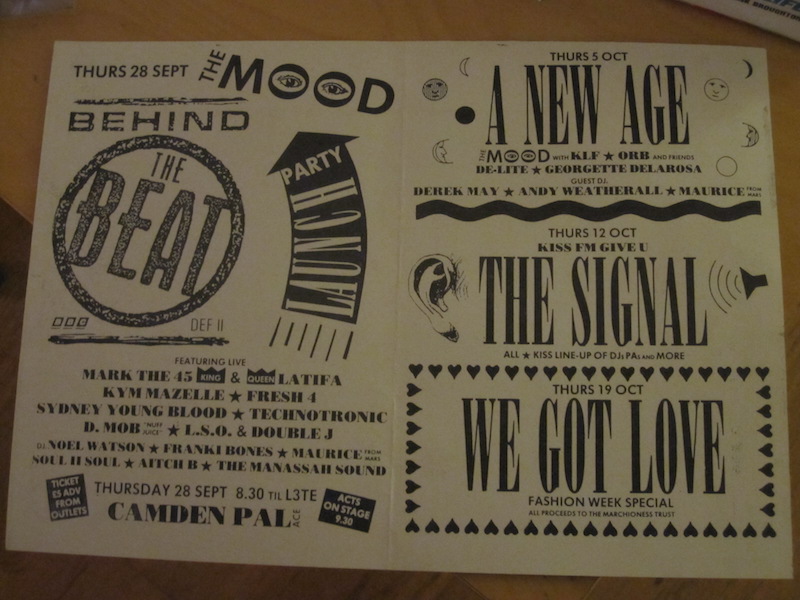 THURS 28 SEPT THE MOOD
BEHIND
THE
BEAT
PARTY
LAUNCH
BBC DEF II
FEATURING LIVE
MARK THE 45 KING & QUEEN LATIFA
KYM MAZELLE ★ FRESH 4
SYDNEY YOUNG BLOOD ★ TECHNOTRONIC
D. MOB "NUFF JUICE" ★ L.S.O. & DOUBLE J
DJ. NOEL WATSON ★ FRANKI BONES ★ MAURICE FROM MARS
SOUL II SOUL ★ AITCH B ★ THE MANASSAH SOUND
TICKET
£5 ADV
FROM
OUTLETS
THURSDAY 28 SEPT 8.30 TIL L3TE
CAMDEN PALACE
ACTS
ON STAGE
9.30
THURS 5 OCT
A NEW AGE
THE MOOD WITH KLF ★ ORB AND FRIENDS
DE-LITE ★ GEORGETTE DELAROSA
GUEST DJ.
DEREK MAY ★ ANDY WEATHERALL ★ MAURICE FROM MARS
THURS 12 OCT
KISS FM GIVE U
THE SIGNAL
ALL ★ KISS LINE-UP OF DJs PAs AND MORE
THURS 19 OCT
WE GOT LOVE
FASHION WEEK SPECIAL
ALL PROCEEDS TO THE MARCHIONESS TRUST